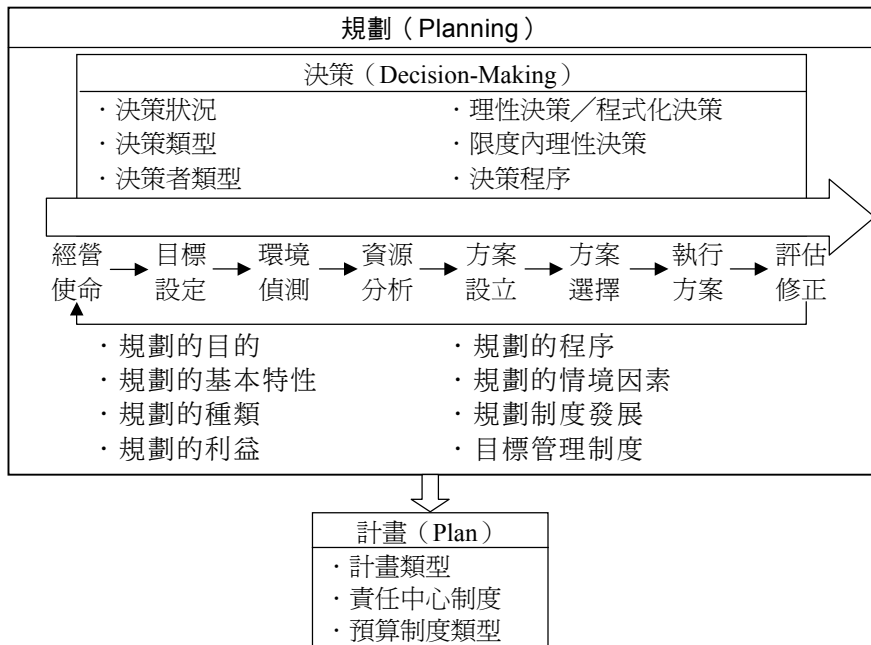 規劃（Planning）
決策（Decision-Making）
・決策狀況　・理性決策／程式化決策
・決策類型　・限度內理性決策
・決策者類型　・決策程序
經營　目標　環境　資源　方案　方案　執行　評估
使命　設定　偵測　分析　設立　選擇　方案　修正
・規劃的目的　・規劃的程序
・規劃的基本特性　・規劃的情境因素
・規劃的種類　・規劃制度發展
・規劃的利益　・目標管理制度
計畫（Plan）
・計畫類型
・責任中心制度
・預算制度類型